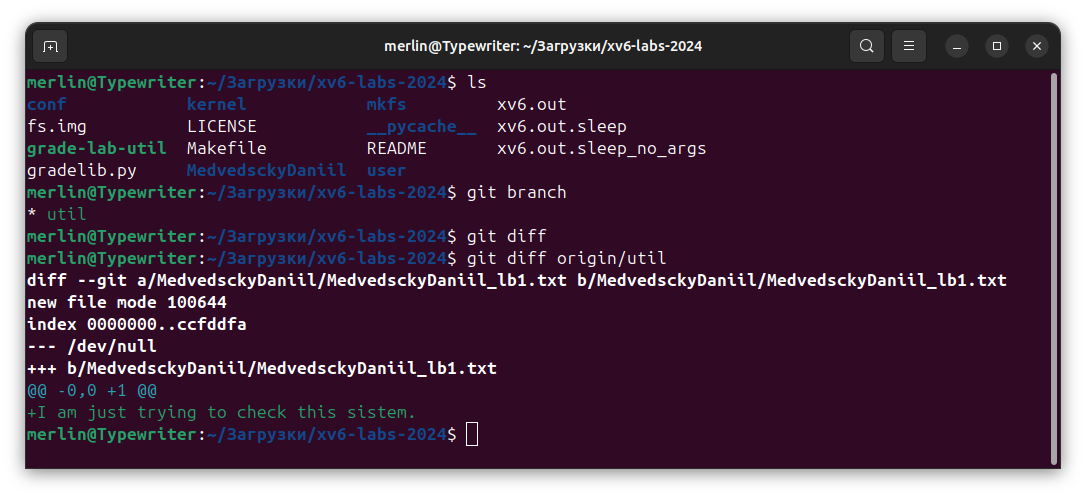 merlin@Typewriter: ~/Загрузки/xv6-labs-2024
merlin@Typewriter:~/Загрузки/xv6-labs-2024$ ls
conf kernel mkfs xv6.out
fs.img LICENSE __pycache__ xv6.out.sleep
grade-lab-util Makefile README xv6.out.sleep_no_args
gradelib.py MedvedsckyDaniil user
merlin@Typewriter:~/Загрузки/xv6-labs-2024$ git branch
* util
merlin@Typewriter:~/Загрузки/xv6-labs-2024$ git diff
merlin@Typewriter:~/Загрузки/xv6-labs-2024$ git diff origin/util
diff --git a/MedvedsckyDaniil/MedvedsckyDaniil_lb1.txt b/MedvedsckyDaniil/MedvedsckyDaniil_lb1.txt
new file mode 100644
index 0000000..ccfddfa
--- /dev/null
+++ b/MedvedsckyDaniil/MedvedsckyDaniil_lb1.txt
@@ -0,0 +1 @@
+I am just trying to check this sistem.
merlin@Typewriter:~/Загрузки/xv6-labs-2024$